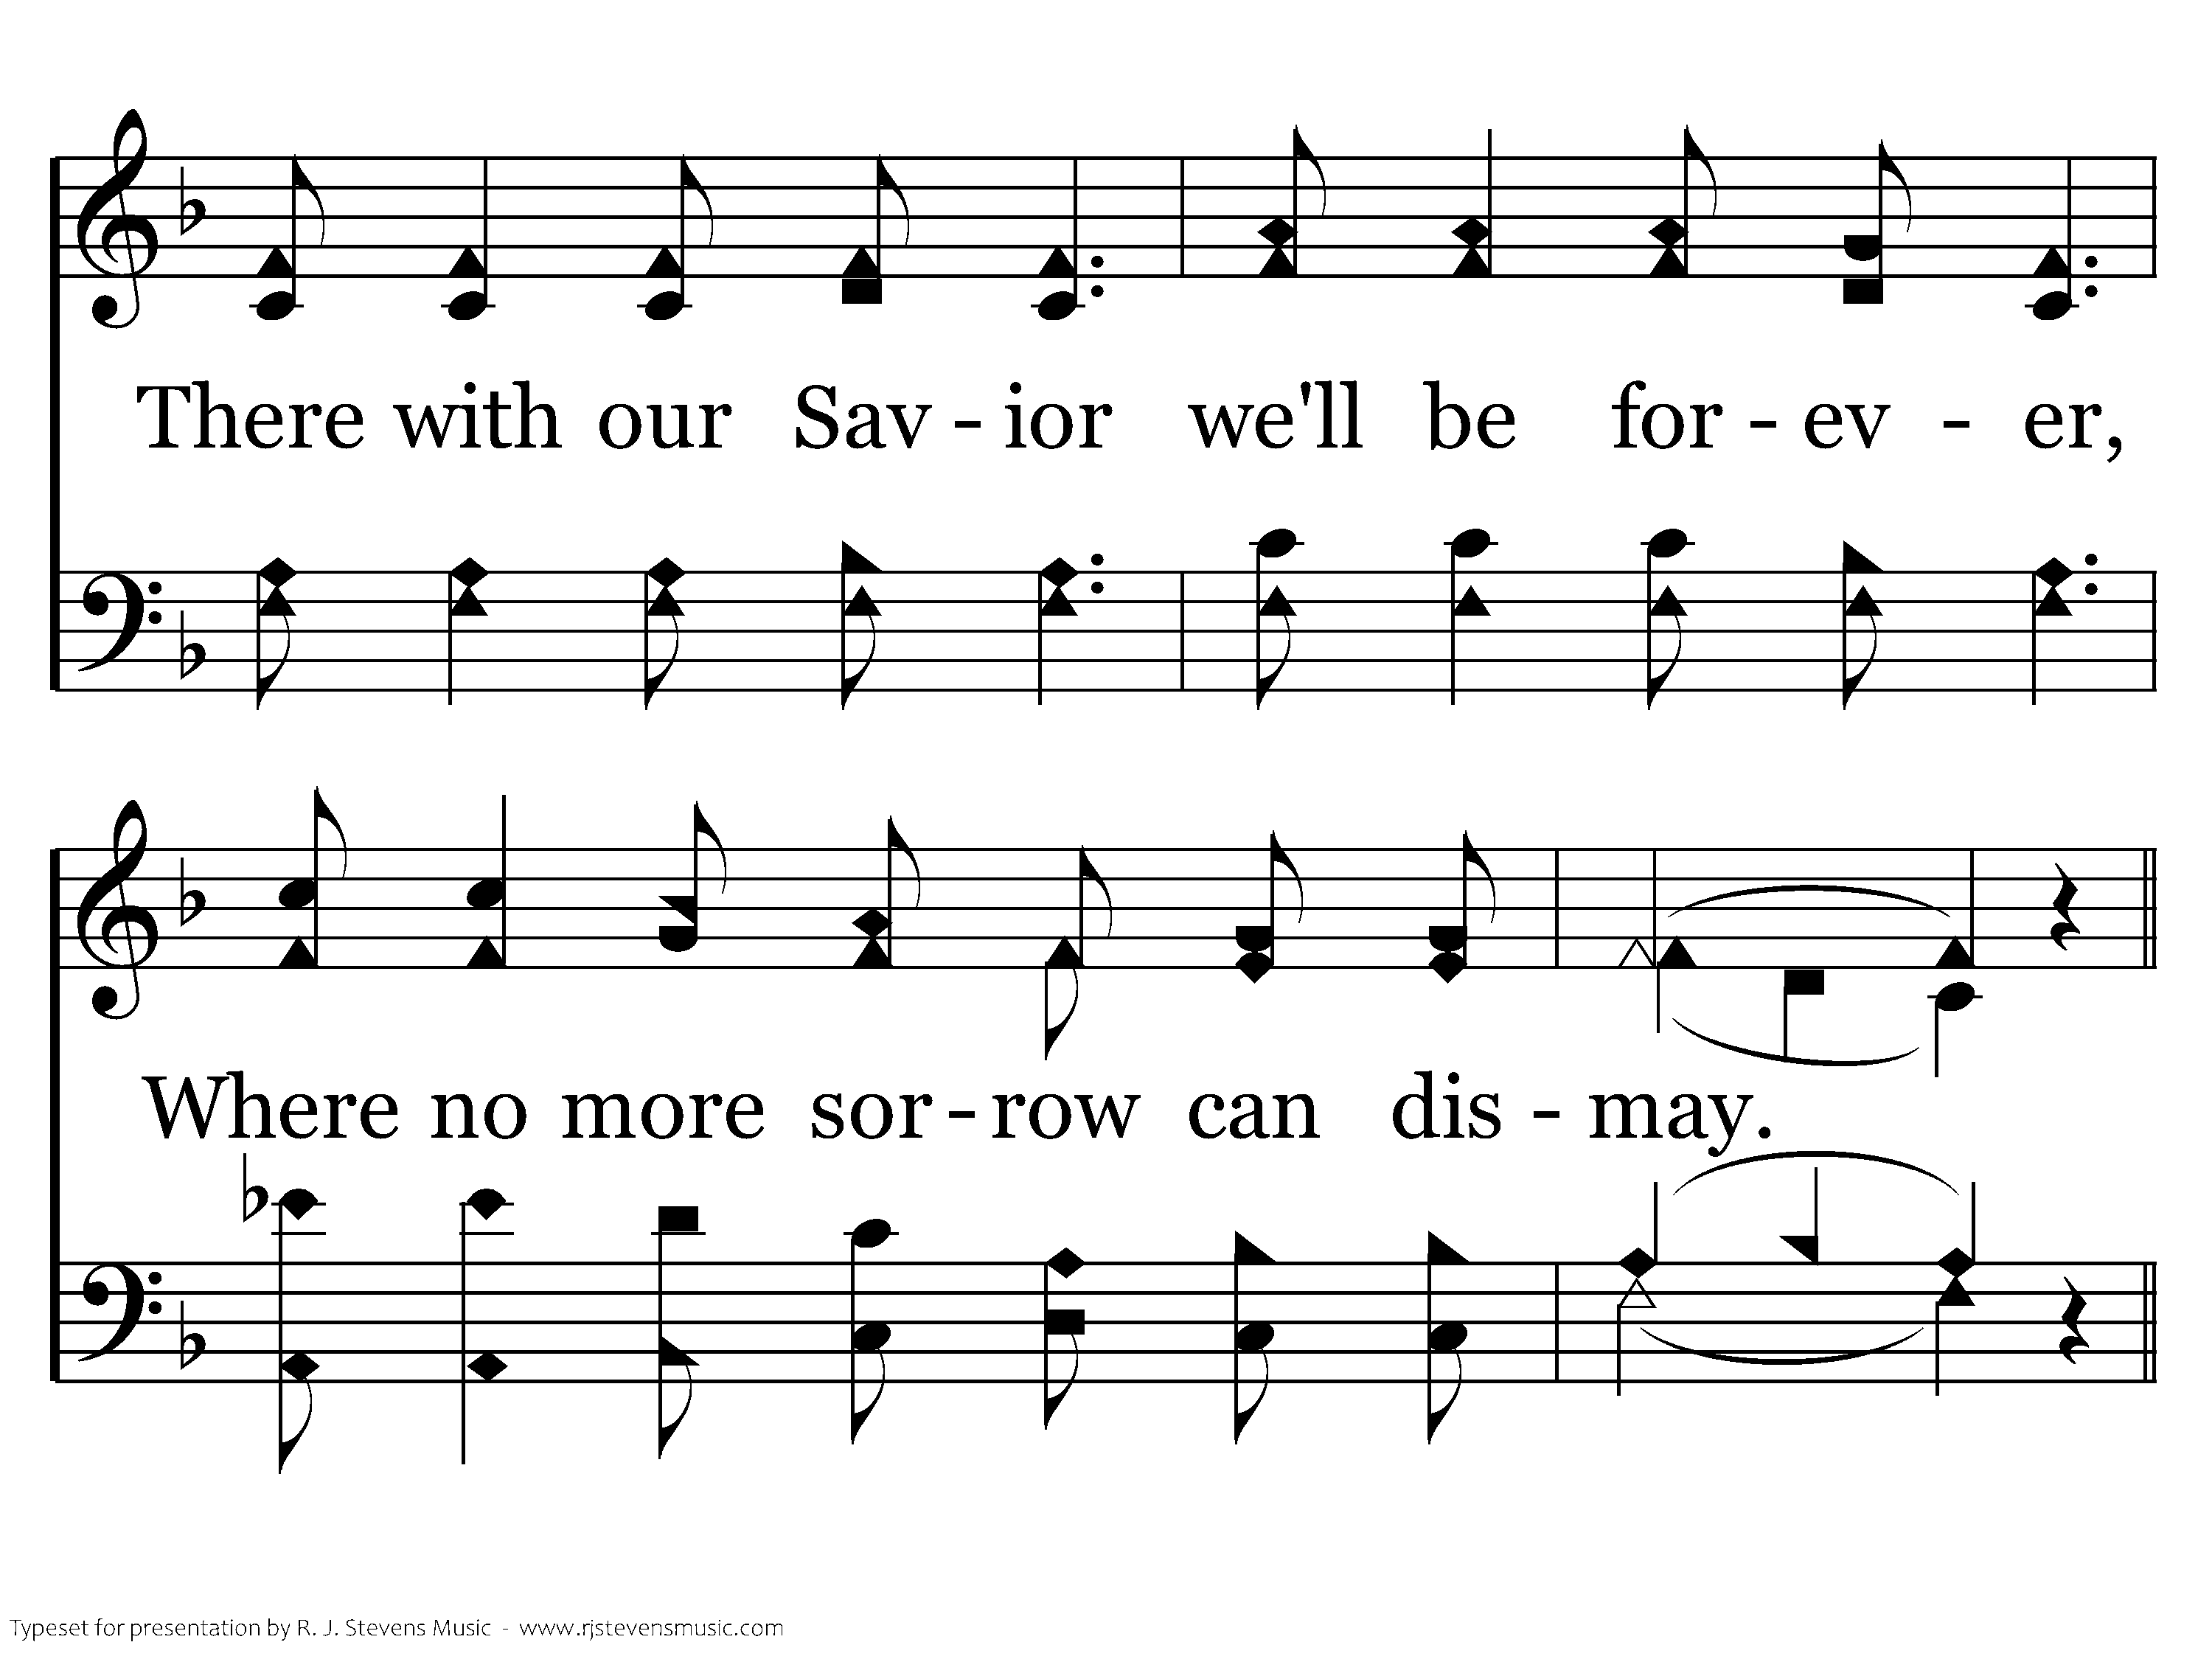 There with our Sav - ior we'll be for - ev - er,
Where no more sor - row can dis - may.
Typeset for presentation by R. J. Stevens Music - www.rjstevensmusic.com